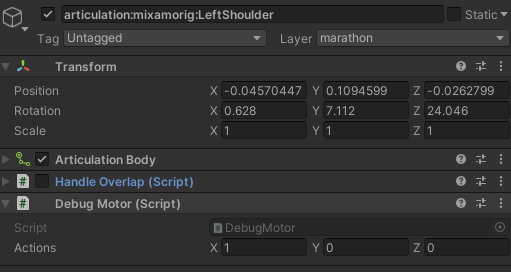 articulation:mixamorig:LeftShoulder Static
Tag Untagged Layer marathon
Transform
Position X -0.04570447 Y 0.1094599 Z -0.0262799
Rotation X 0.628 Y 7.112 Z 24.046
Scale X 1 Y 1 Z 1
Articulation Body
Handle Overlap (Script)
# Debug Motor (Script)
Script DebugMotor
Actions X 1 Y 0 Z 0